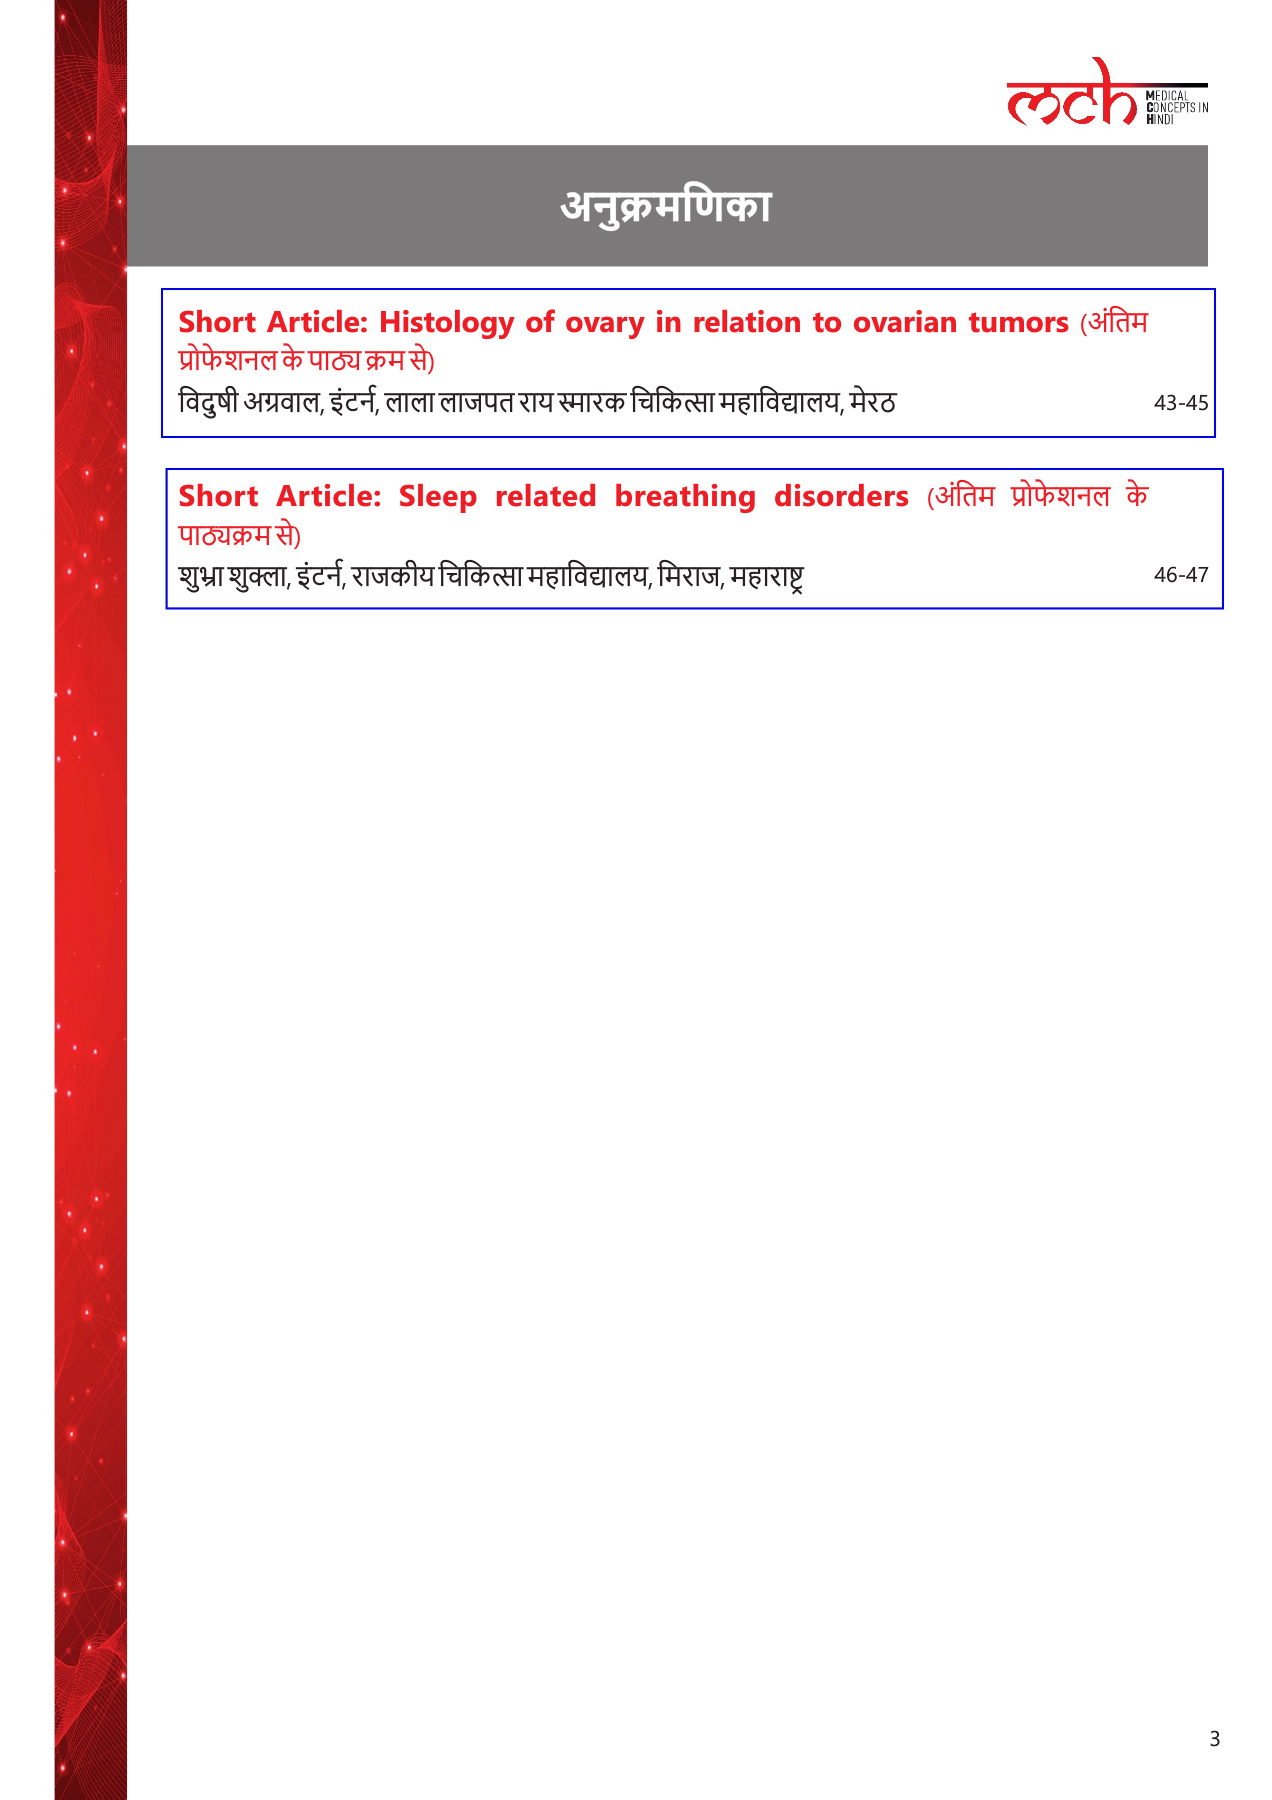 mch MEDICAL
CONCEPTS IN
HINDI
अनुक्रमणिका
Short Article: Histology of ovary in relation to ovarian tumors (अंतिम
प्रोफेशनल के पाठ्य क्रम से)
विदुषी अग्रवाल, इंटर्न, लाला लाजपत राय स्मारक चिकित्सा महाविद्यालय, मेरठ 43-45
Short Article: Sleep related breathing disorders (अंतिम प्रोफेशनल के
पाठ्यक्रम से)
शुभ्रा शुक्ला, इंटर्न, राजकीय चिकित्सा महाविद्यालय, मिराज, महाराष्ट्र 46-47
3